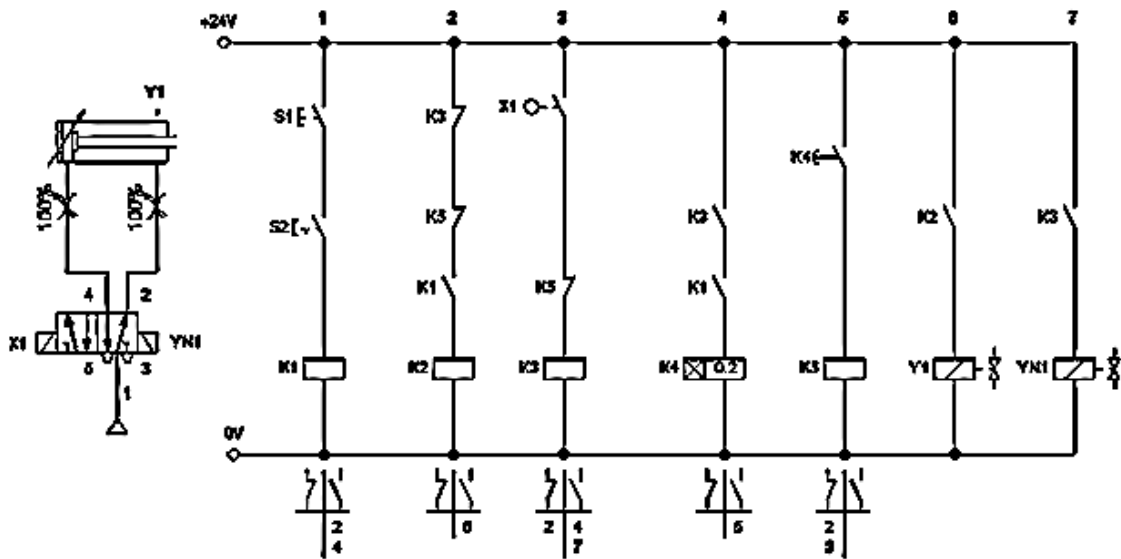 1 2 3 4 5 6 7
+24V
Y1
S1 K3 X1
K4
100% 100%
S2 K5 K3 K2 K3
K1 K5 K1
4 2
X1 YN1
5 3
1
K1 K2 K3 K4 0.2 K5 Y1 YN1
0V
2 6 2 4 5 2
4 7 3